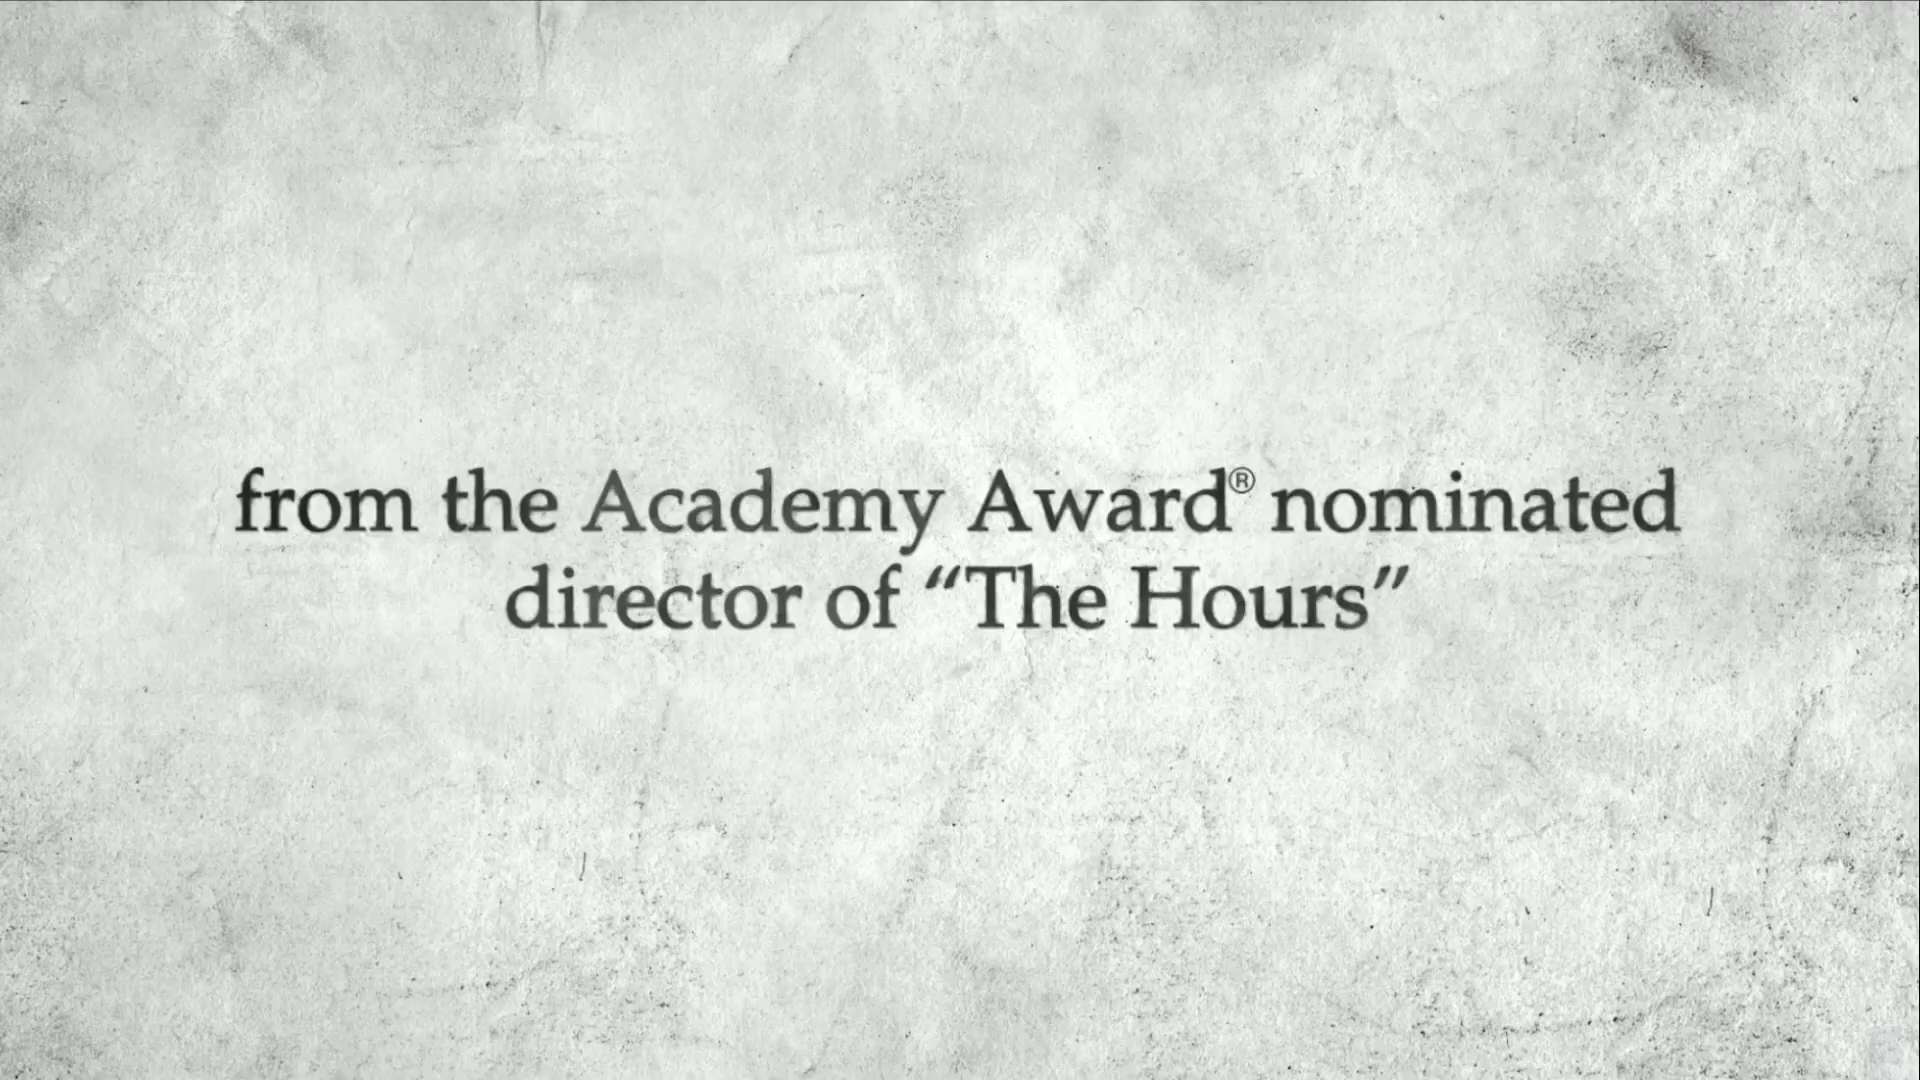 from the Academy Award® nominated
director of “The Hours”